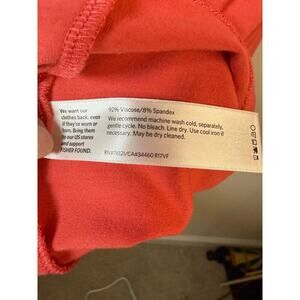 We want our
clothes back, even
if they're worn or
torn. Bring them
to our US stores
and support
FISHER FOUND.
92% Viscose/8% Spandex
We recommend machine wash cold, separately,
gentle cycle. No bleach. Line dry. Use cool iron if
necessary. May be dry cleaned.